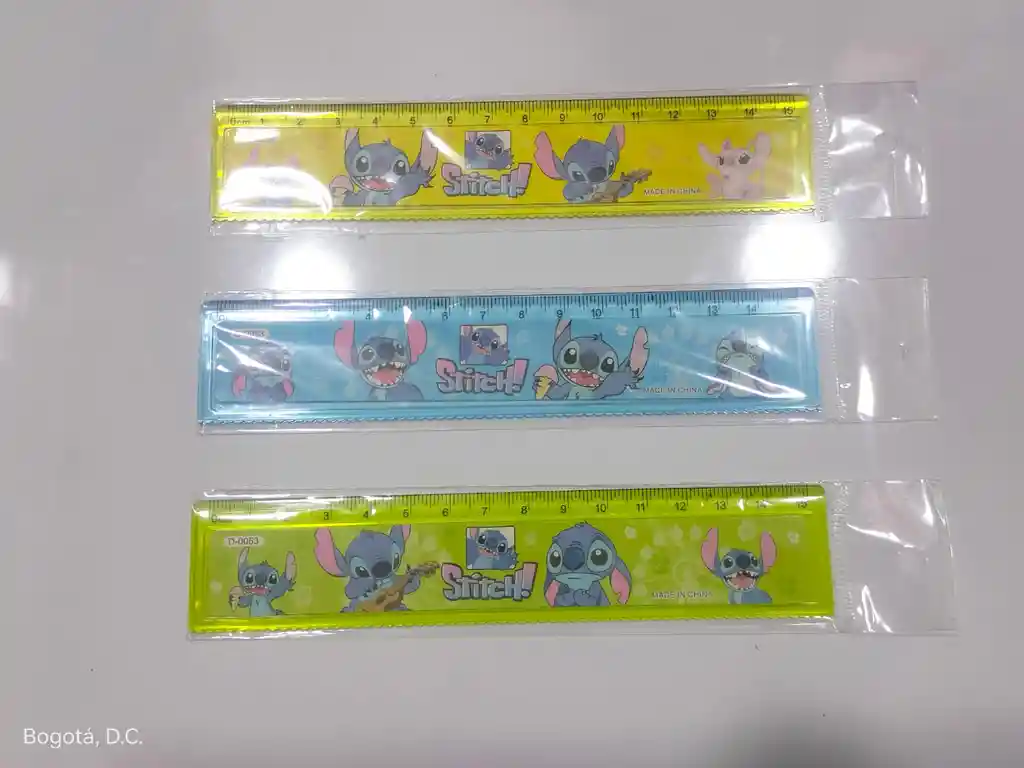 0cm 1 2 3 4 5 6 7 8 9 10 11 12 13 14 15
Stitch!
MADE IN CHINA
4 6 7 8 9 10 11 12 13 14
Stitch!
MADE IN CHINA
0cm 3 4 5 6 7 8 9 10 11 12 13 14 15
D-0053
Stitch!
MADE IN CHINA
Bogotá, D.C.